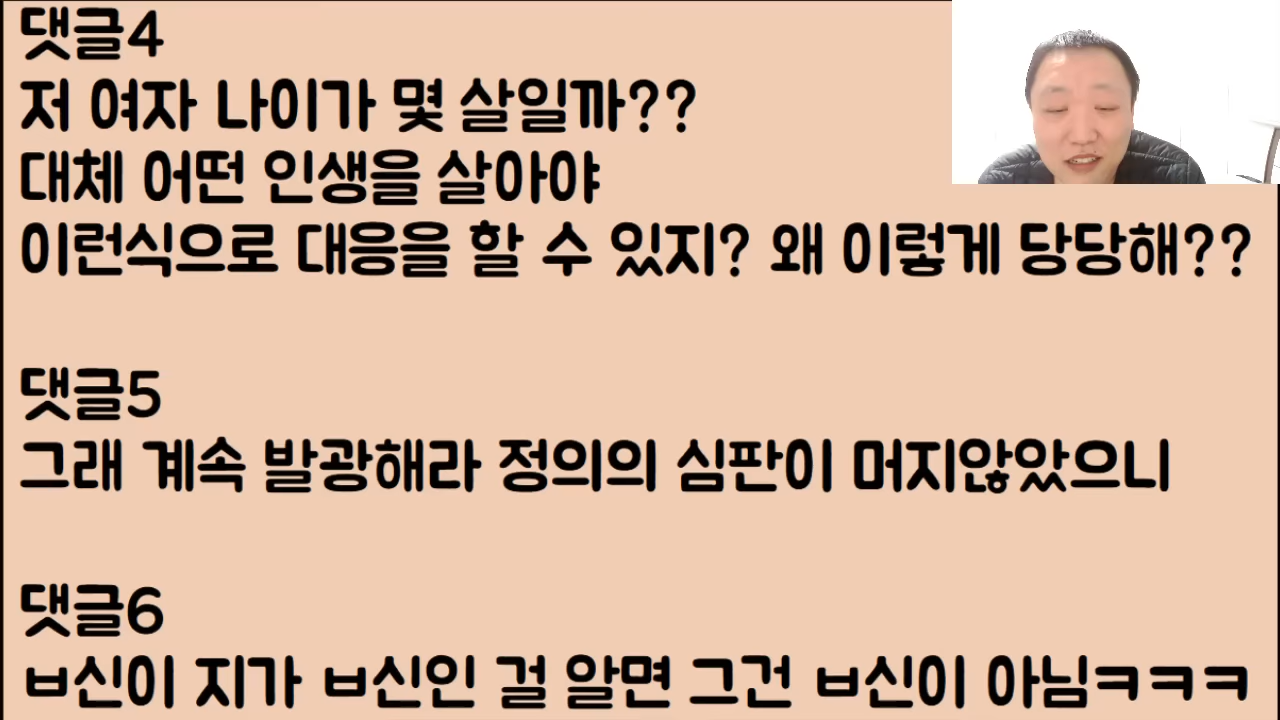 댓글4
저 여자 나이가 몇 살일까??
대체 어떤 인생을 살아야
이런식으로 대응을 할 수 있지? 왜 이렇게 당당해??
댓글5
그래 계속 발광해라 정의의 심판이 머지않았으니
댓글6
ㅂ신이 지가 ㅂ신인 걸 알면 그건 ㅂ신이 아님ㅋㅋㅋ